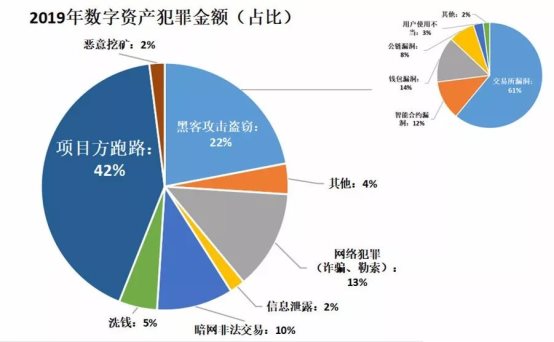 2019年数字资产犯罪金额（占比）
恶意挖矿：2%
黑客攻击盗窃：
22%
项目方跑路：
42%
其他：4%
网络犯罪
（诈骗、勒索）：
13%
信息泄露：2%
暗网非法交易：10%
洗钱：5%
其他：2%
用户使用不
当：3%
公链漏洞：
8%
钱包漏洞：
14%
智能合约漏
洞：12%
交易所漏洞：
61%